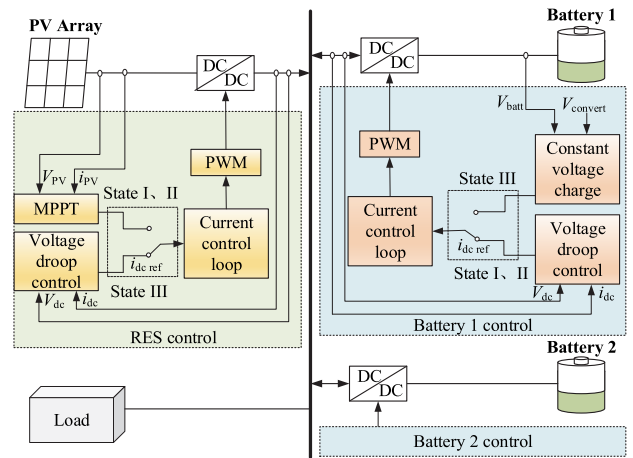 PV Array
DC
DC
V_PV
i_PV
PWM
MPPT
State I、II
Voltage
droop
control
i_dc ref
Current
control
loop
State III
V_dc
i_dc
RES control
Load
Battery 1
DC
DC
V_batt
V_convert
PWM
Constant
voltage
charge
State III
Current
control
loop
i_dc ref
Voltage
droop
control
State I、II
V_dc
i_dc
Battery 1 control
Battery 2
DC
DC
Battery 2 control